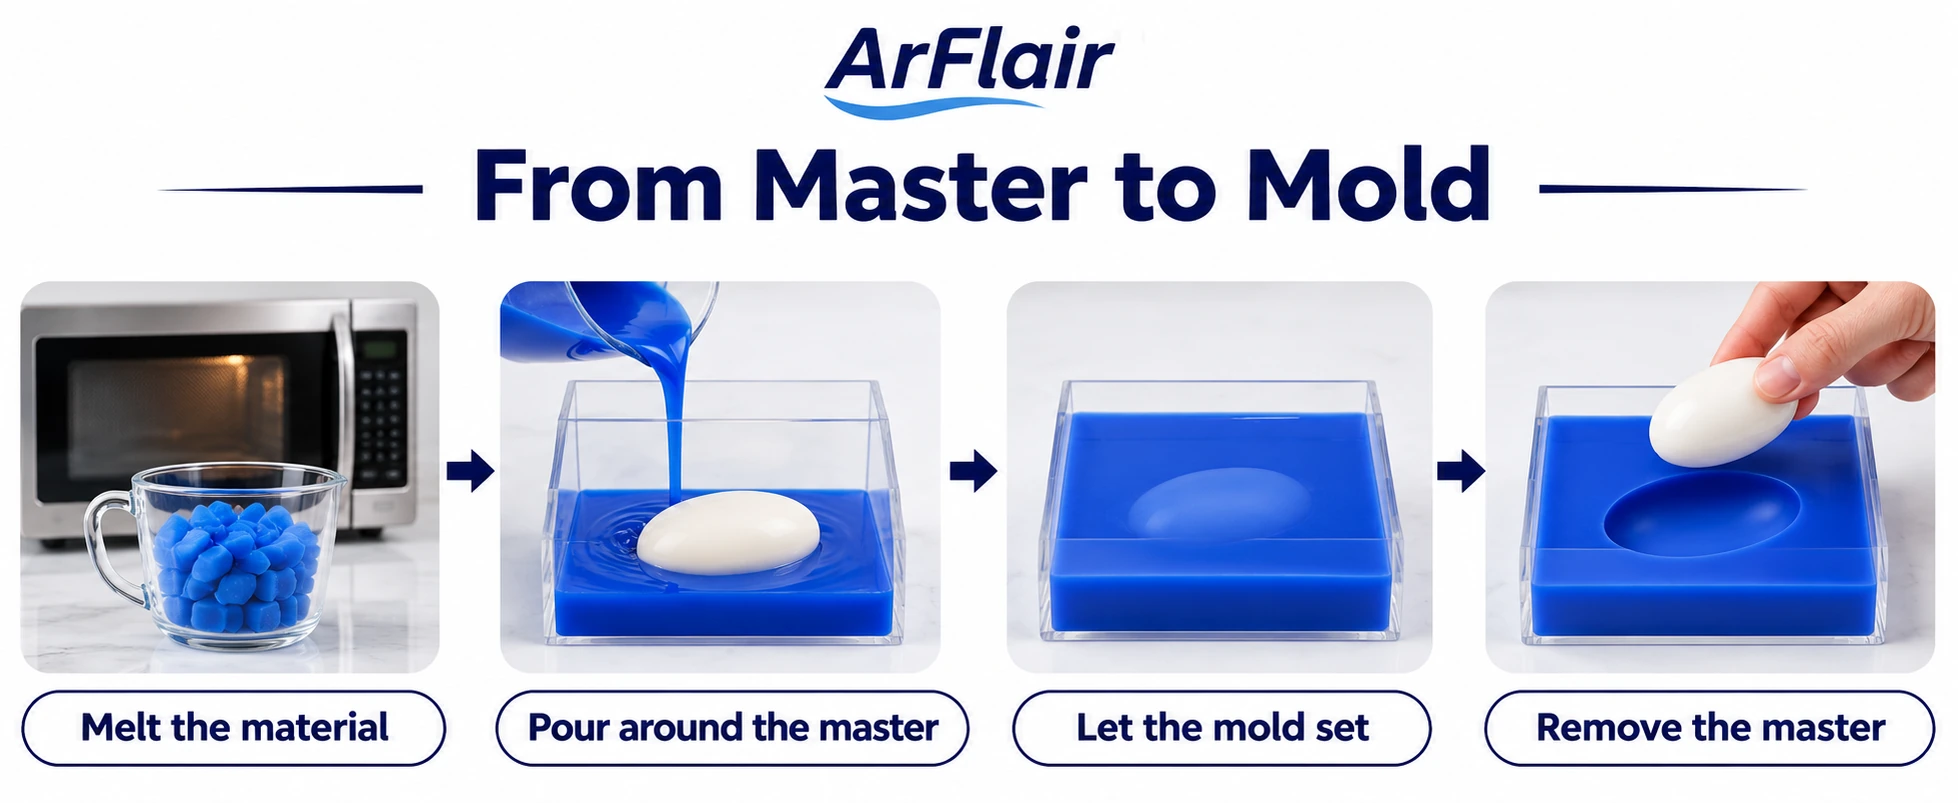 ArFlair
From Master to Mold
Melt the material
Pour around the master
Let the mold set
Remove the master